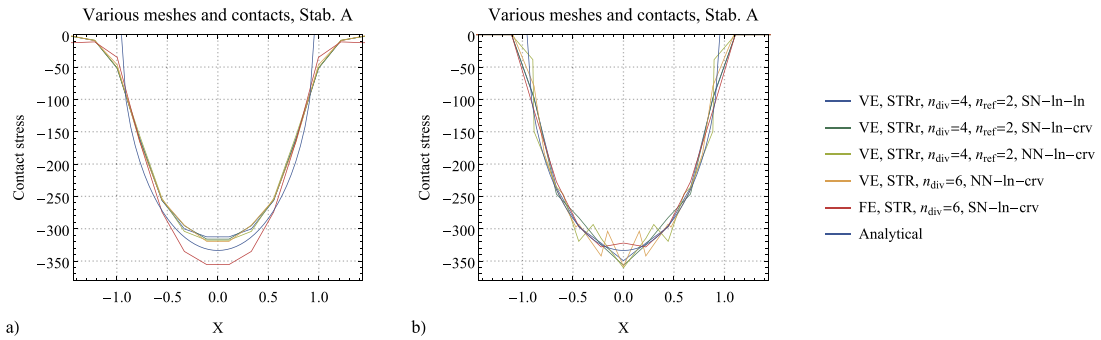 Various meshes and contacts, Stab. A
0
−50
−100
−150
−200
−250
−300
−350
Contact stress
−1.0 −0.5 0.0 0.5 1.0
X
a)
Various meshes and contacts, Stab. A
0
−50
−100
−150
−200
−250
−300
−350
Contact stress
−1.0 −0.5 0.0 0.5 1.0
X
b)
VE, STRr, ndiv=4, nref=2, SN−ln−ln
VE, STRr, ndiv=4, nref=2, SN−ln−crv
VE, STRr, ndiv=4, nref=2, NN−ln−crv
VE, STR, ndiv=6, NN−ln−crv
FE, STR, ndiv=6, SN−ln−crv
Analytical